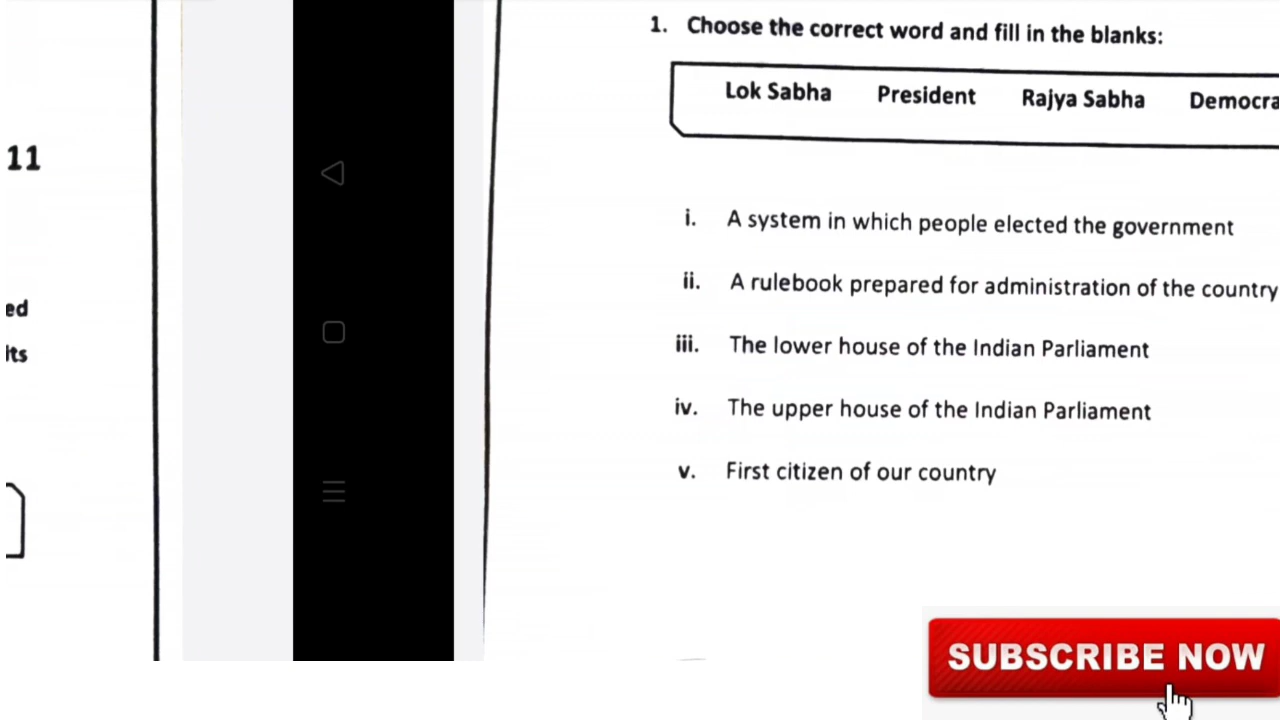 11
ed
lts
1. Choose the correct word and fill in the blanks:
Lok Sabha President Rajya Sabha Democra
i. A system in which people elected the government
ii. A rulebook prepared for administration of the country
iii. The lower house of the Indian Parliament
iv. The upper house of the Indian Parliament
v. First citizen of our country
SUBSCRIBE NOW